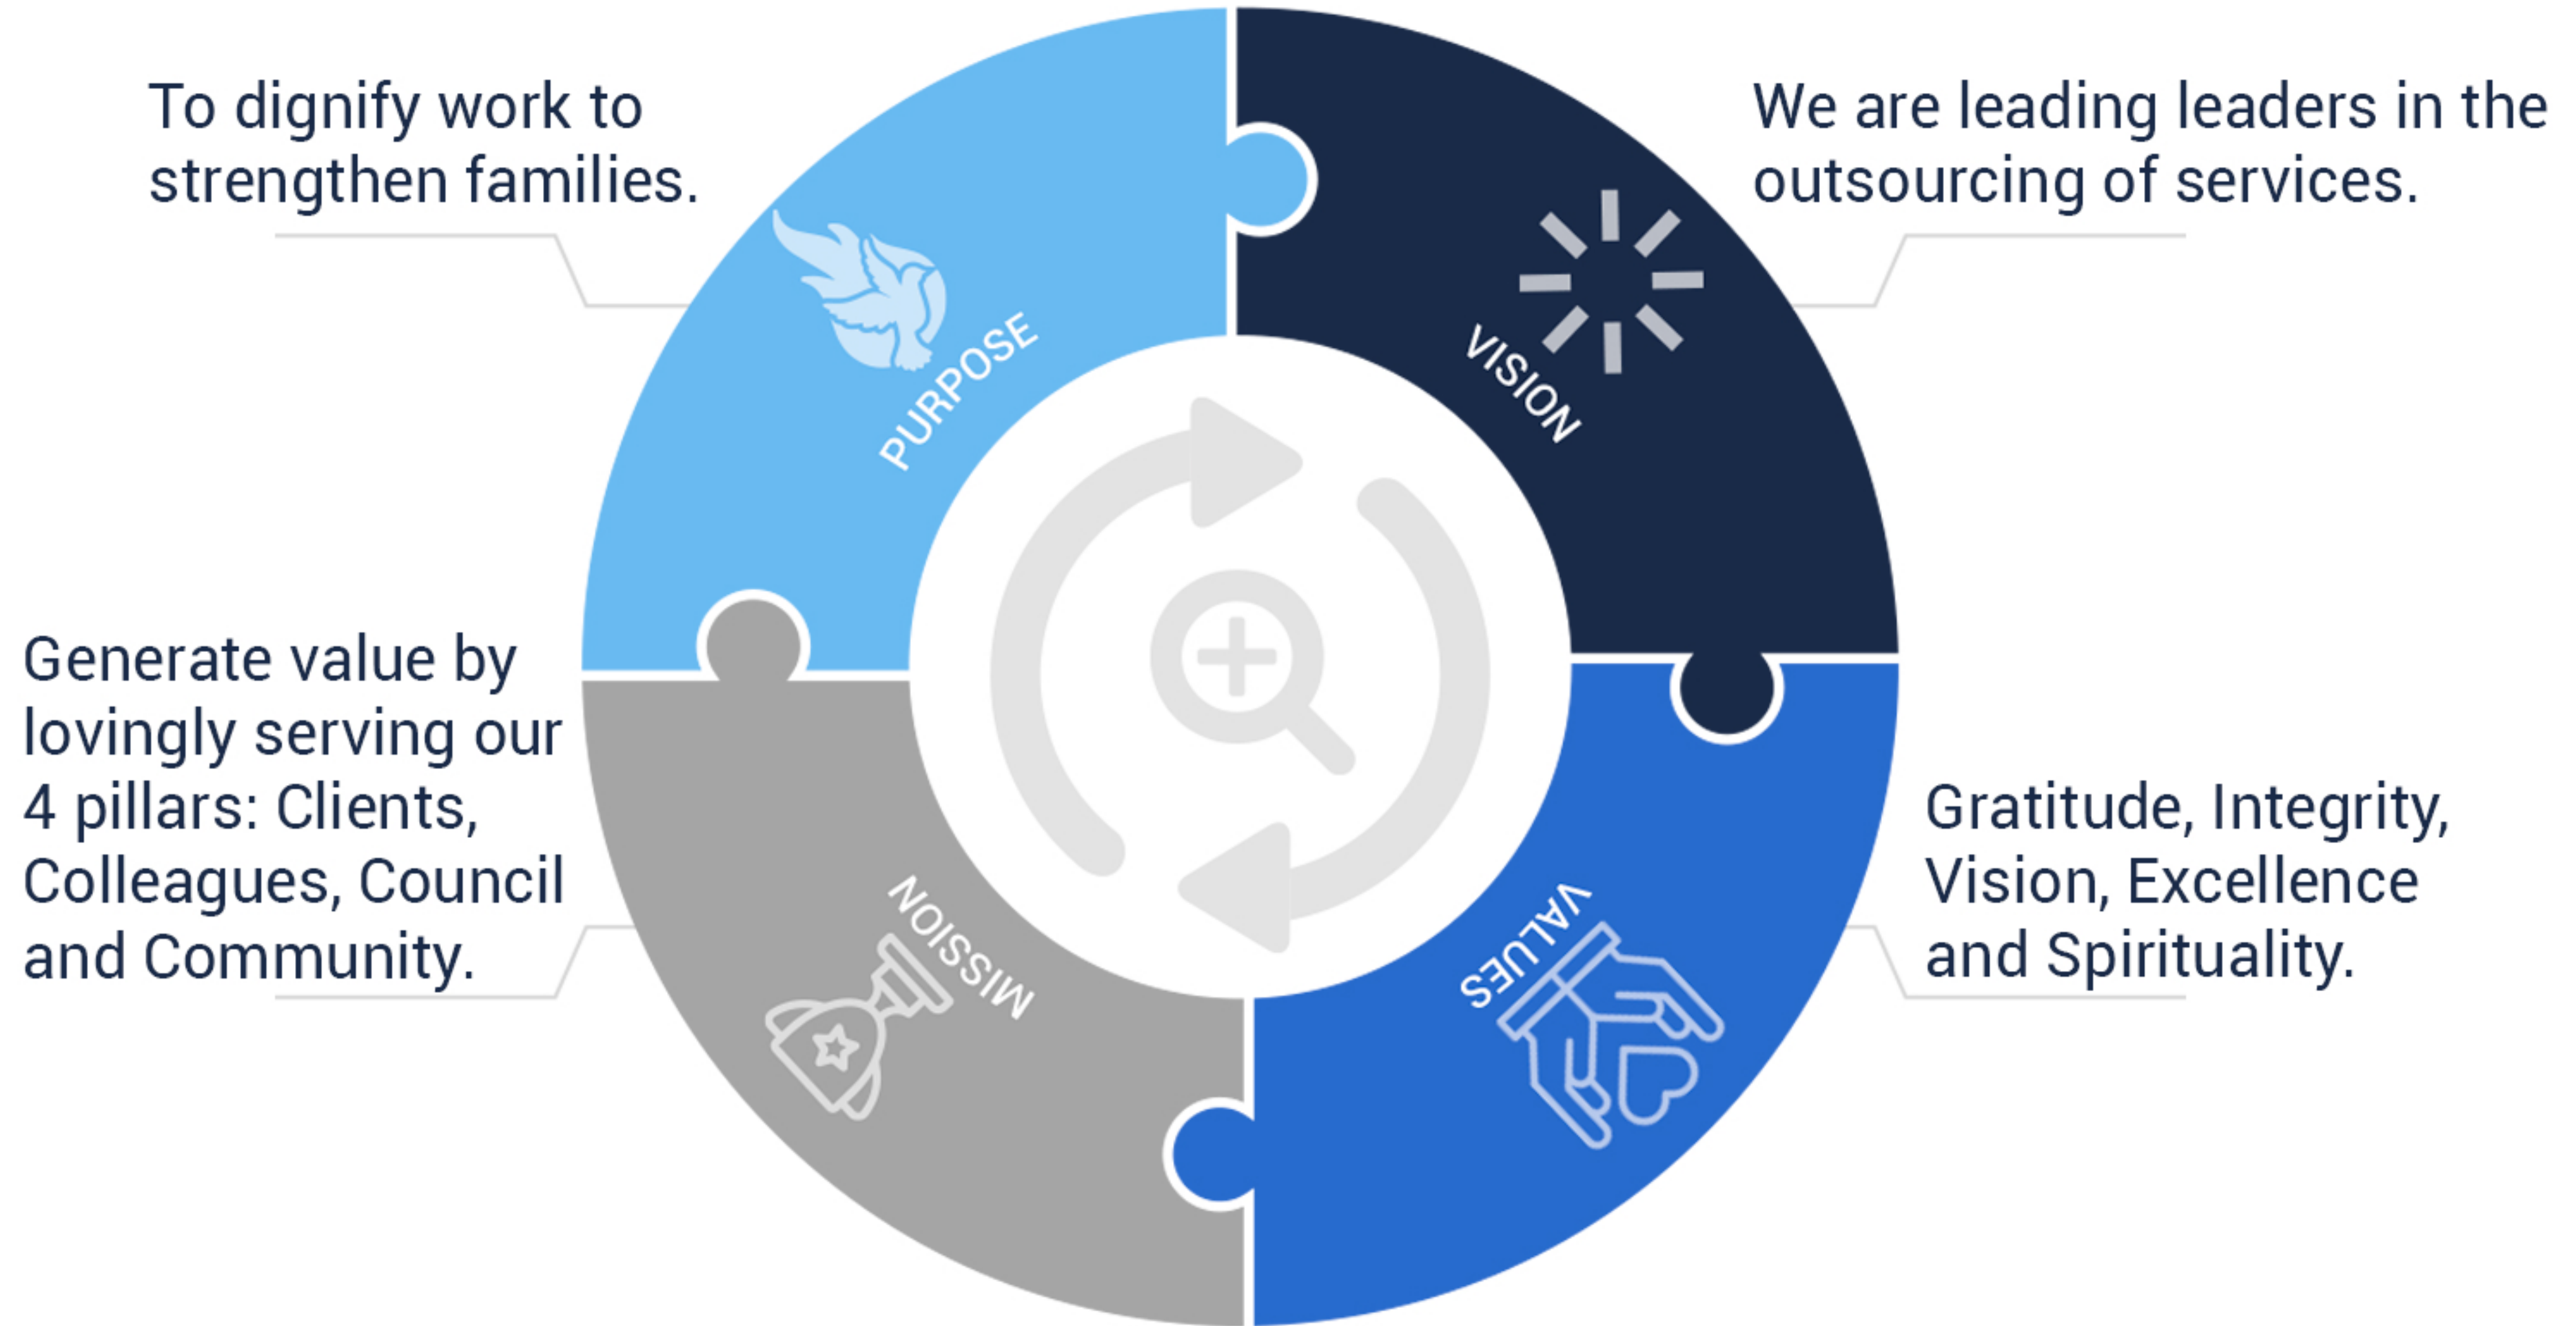 To dignify work to
strengthen families.
PURPOSE
We are leading leaders in the
outsourcing of services.
VISION
Generate value by
lovingly serving our
4 pillars: Clients,
Colleagues, Council
and Community.
MISSION
Gratitude, Integrity,
Vision, Excellence
and Spirituality.
VALUES